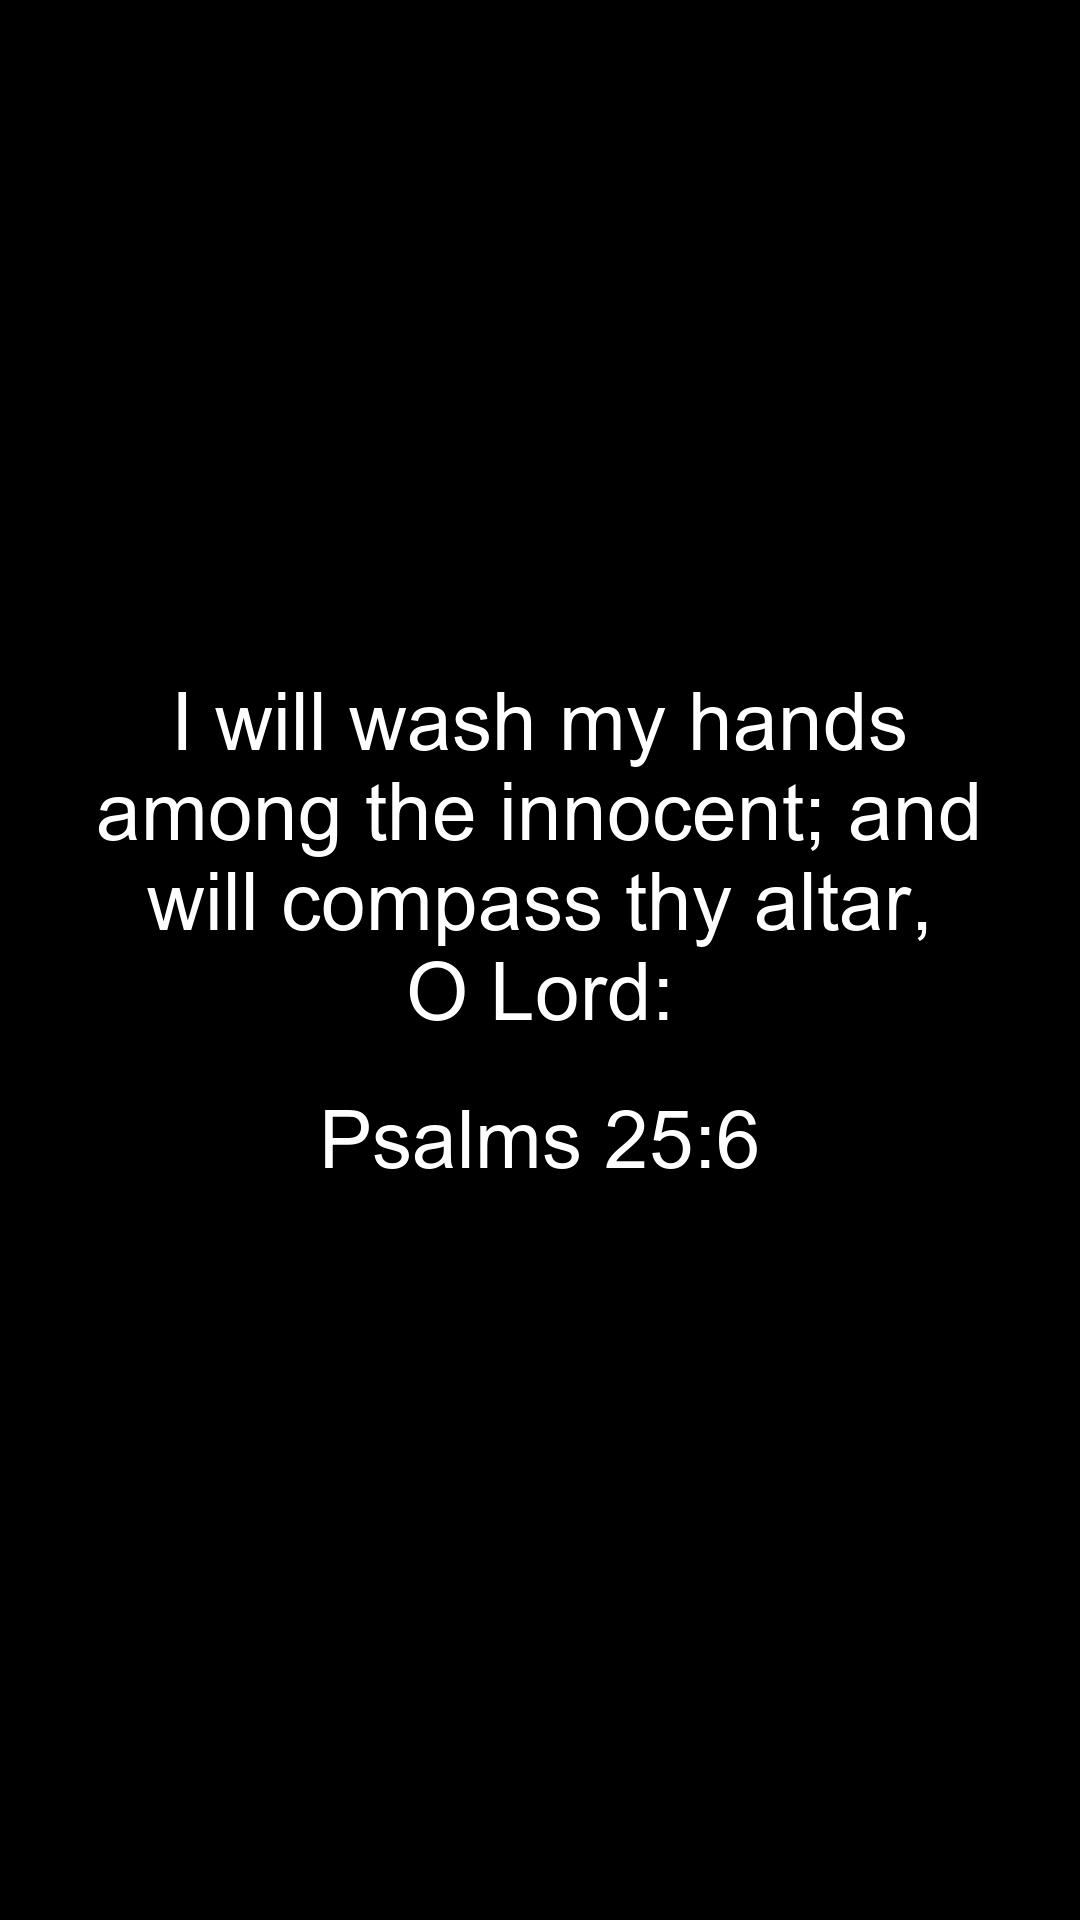 I will wash my hands
among the innocent; and
will compass thy altar,
O Lord:
Psalms 25:6